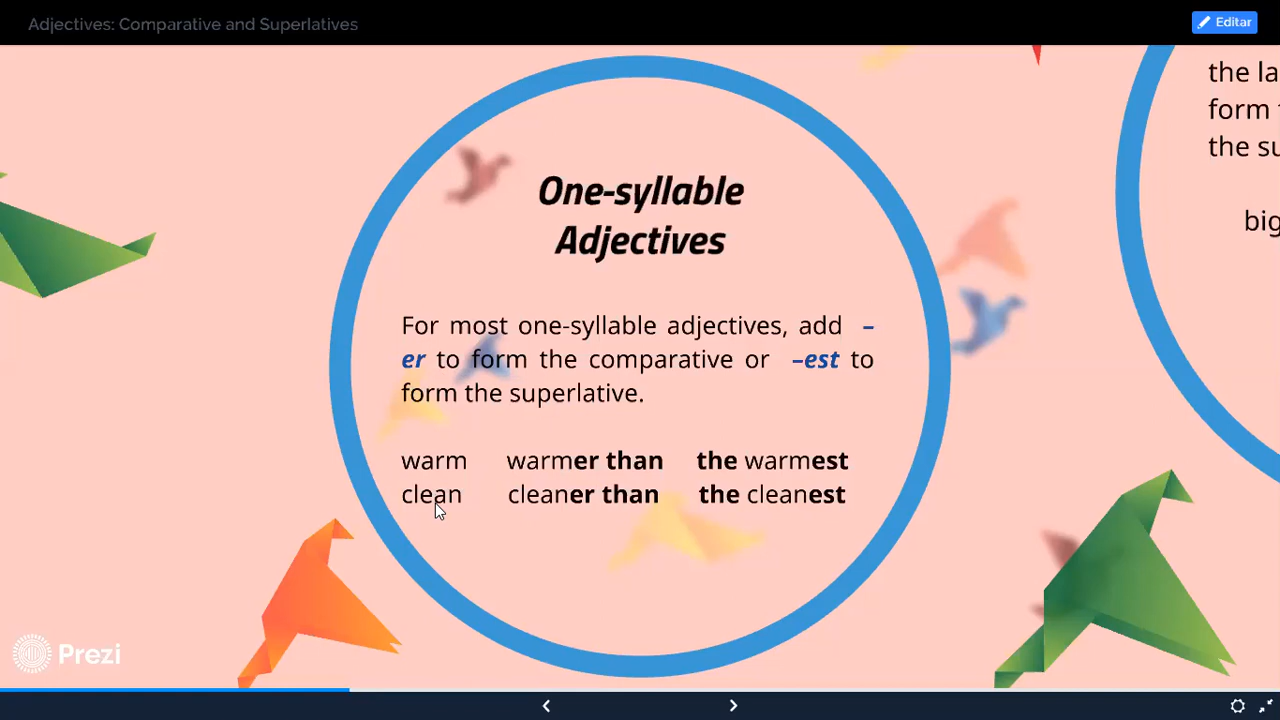 Adjectives: Comparative and Superlatives
Editar
One-syllable
Adjectives
For most one-syllable adjectives, add –
er to form the comparative or –est to
form the superlative.
warm warmer than the warmest
clean cleaner than the cleanest
the la
form
the su
big
Prezi